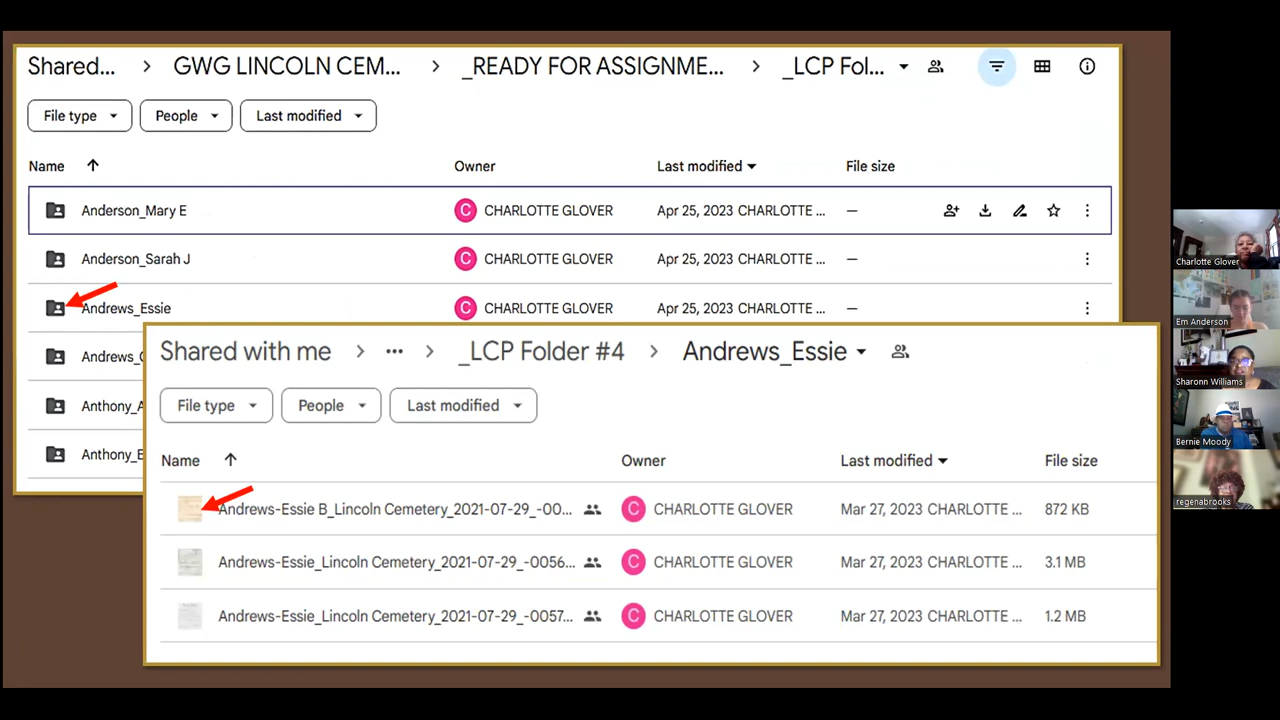 Shared... > GWG LINCOLN CEM... > _READY FOR ASSIGNME... > _LCP Fol...
File type People Last modified
Name Owner Last modified File size
Anderson_Mary E C CHARLOTTE GLOVER Apr 25, 2023 CHARLOTTE ... —
Anderson_Sarah J C CHARLOTTE GLOVER Apr 25, 2023 CHARLOTTE ... —
Andrews_Essie C CHARLOTTE GLOVER Apr 25, 2023 CHARLOTTE ... —
Andrews_
Anthony_
Anthony_E
Shared with me > ... > _LCP Folder #4 > Andrews_Essie
File type People Last modified
Name Owner Last modified File size
Andrews-Essie B_Lincoln Cemetery_2021-07-29_-00... C CHARLOTTE GLOVER Mar 27, 2023 CHARLOTTE ... 872 KB
Andrews-Essie_Lincoln Cemetery_2021-07-29_-0056... C CHARLOTTE GLOVER Mar 27, 2023 CHARLOTTE ... 3.1 MB
Andrews-Essie_Lincoln Cemetery_2021-07-29_-0057... C CHARLOTTE GLOVER Mar 27, 2023 CHARLOTTE ... 1.2 MB
Charlotte Glover
Em Anderson
Sharonn Williams
Bernie Moody
regenabrooks